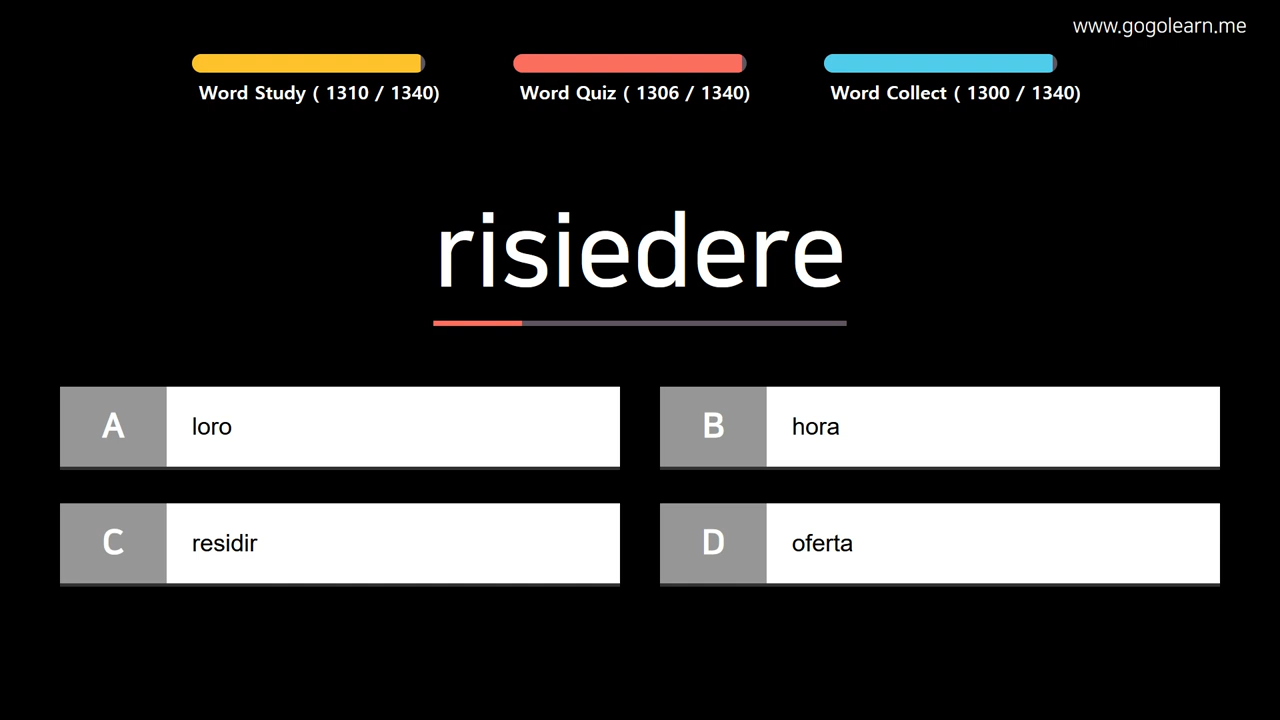 www.gogolearn.me
Word Study ( 1310 / 1340)
Word Quiz ( 1306 / 1340)
Word Collect ( 1300 / 1340)
risiedere
A loro
B hora
C residir
D oferta